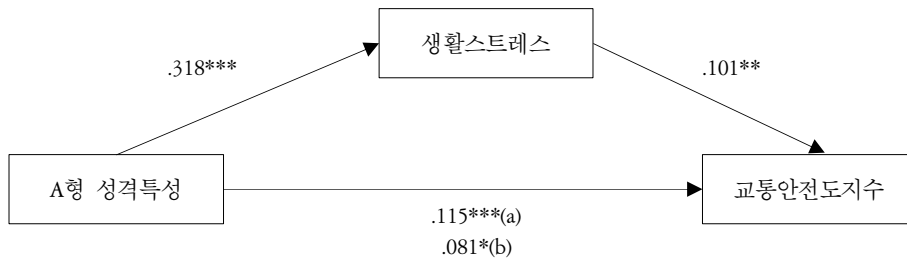 생활스트레스
.318***
.101**
A형 성격특성
교통안전도지수
.115***(a)
.081*(b)